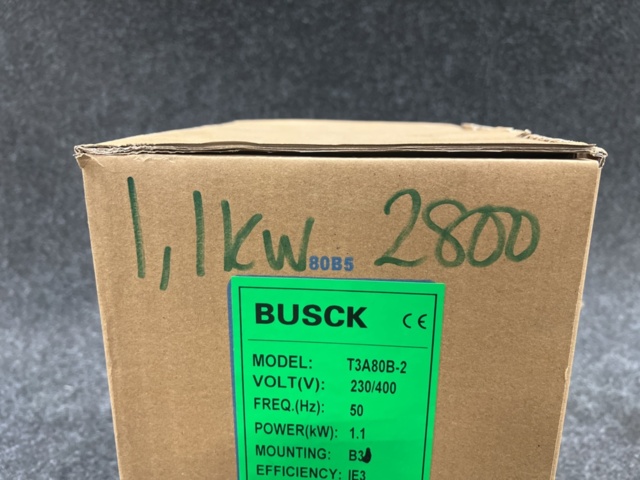 1,1kW 2800
80B5
BUSCK CE
MODEL: T3A80B-2
VOLT(V): 230/400
FREQ.(Hz): 50
POWER(kW): 1.1
MOUNTING: B3
EFFICIENCY: IE3